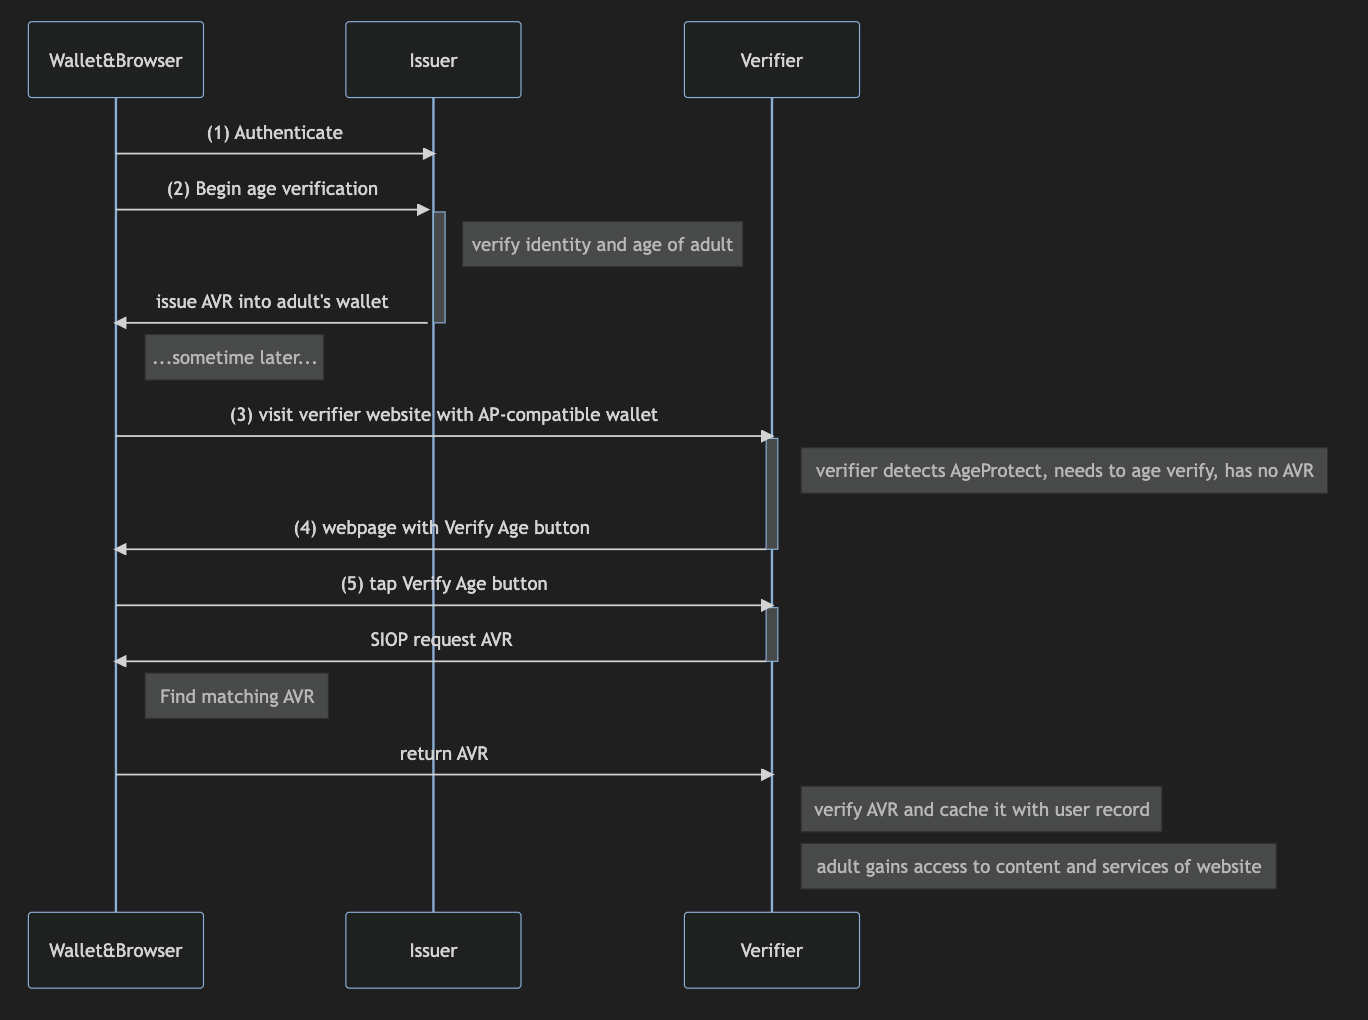 Wallet&Browser
Issuer
Verifier
(1) Authenticate
(2) Begin age verification
verify identity and age of adult
issue AVR into adult's wallet
...sometime later...
(3) visit verifier website with AP-compatible wallet
verifier detects AgeProtect, needs to age verify, has no AVR
(4) webpage with Verify Age button
(5) tap Verify Age button
SIOP request AVR
Find matching AVR
return AVR
verify AVR and cache it with user record
adult gains access to content and services of website
Wallet&Browser
Issuer
Verifier